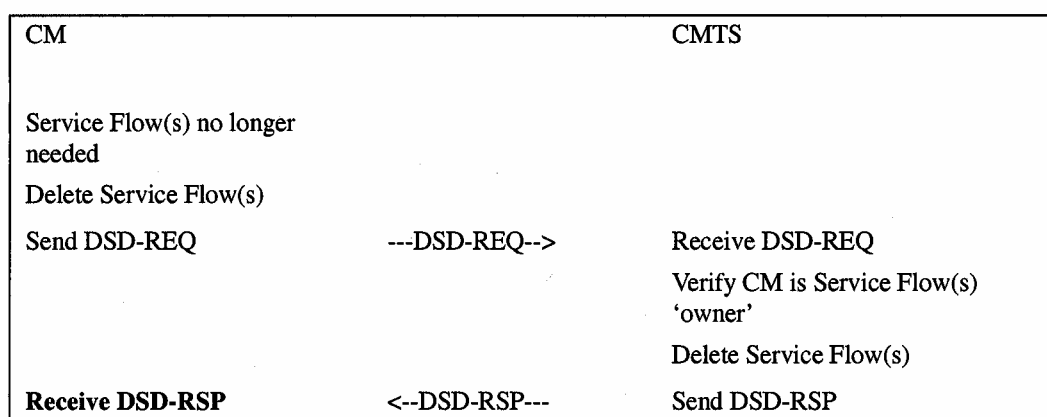 CM CMTS
Service Flow(s) no longer
needed
Delete Service Flow(s)
Send DSD-REQ ---DSD-REQ--> Receive DSD-REQ
Verify CM is Service Flow(s)
‘owner’
Delete Service Flow(s)
Receive DSD-RSP <--DSD-RSP--- Send DSD-RSP